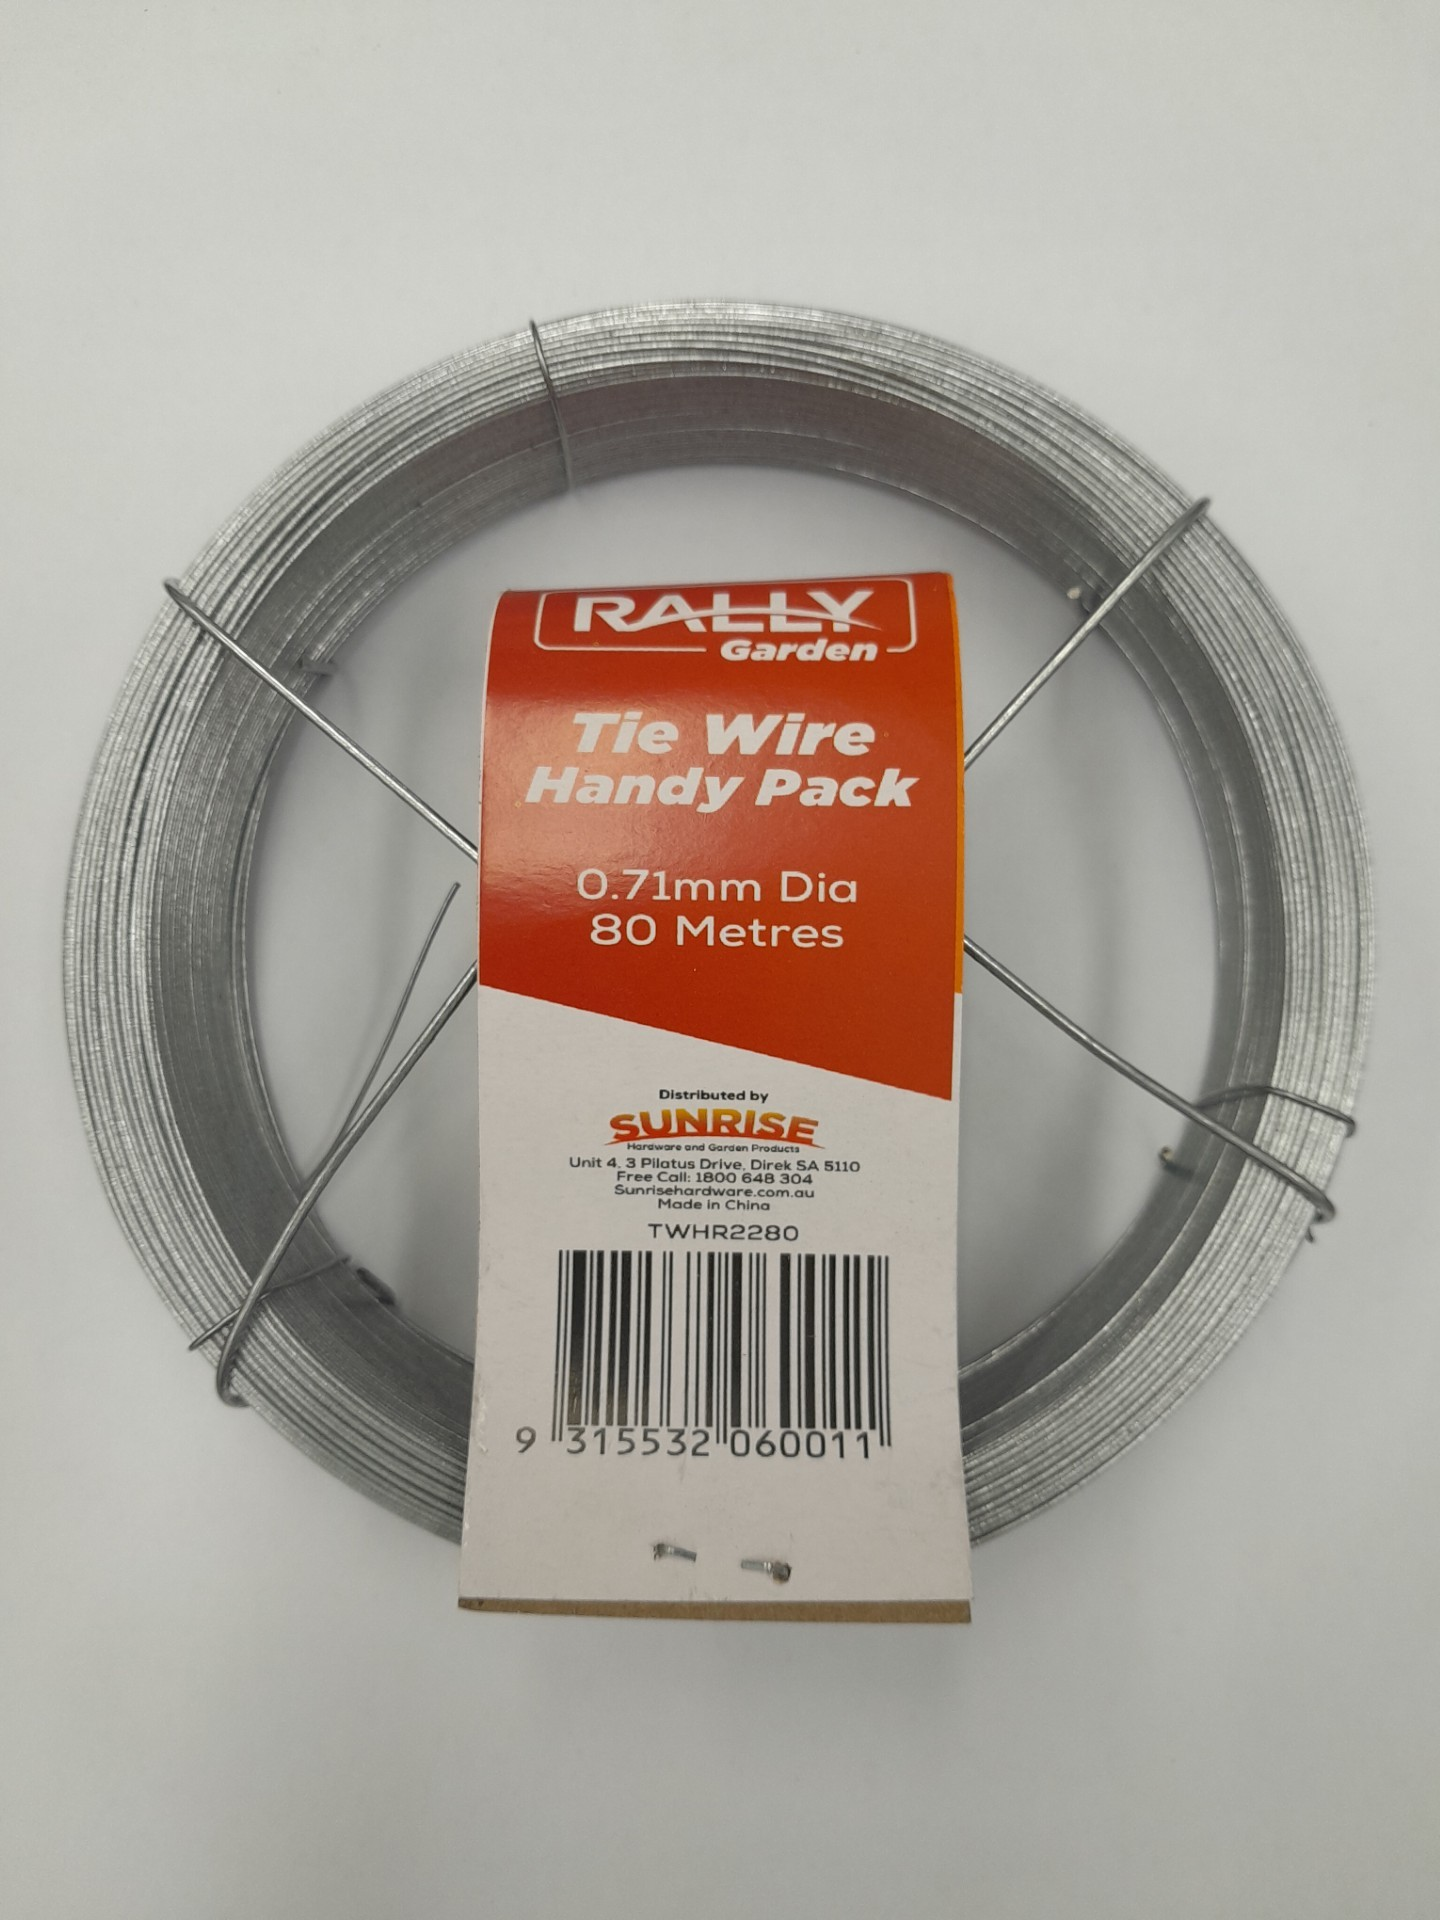 RALLY
Garden
Tie Wire
Handy Pack
0.71mm Dia
80 Metres
Distributed by
SUNRISE
Hardware and Garden Products
Unit 4, 3 Pilatus Drive, Direk SA 5110
Free Call: 1800 648 304
Sunrisehardware.com.au
Made in China
TWHR2280
9 315532 060011